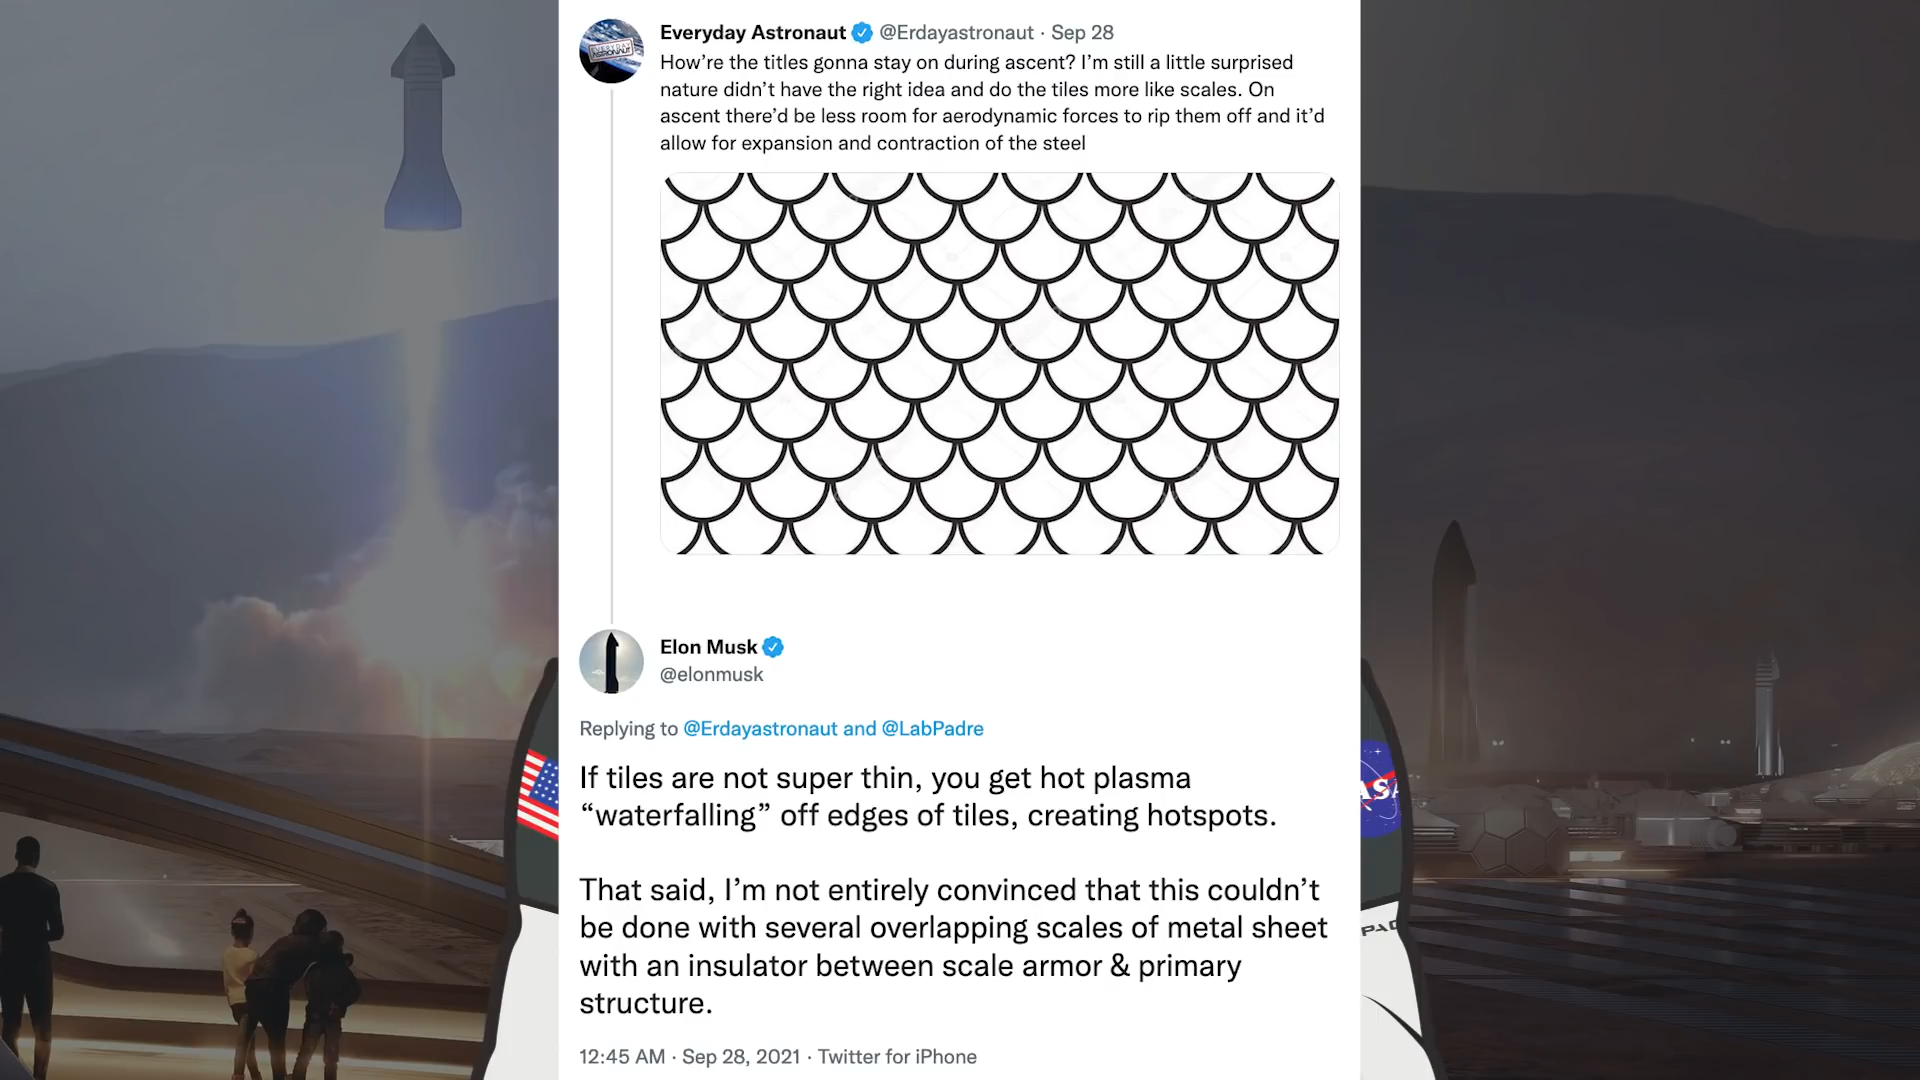 Everyday Astronaut @Erdayastronaut · Sep 28
How’re the titles gonna stay on during ascent? I’m still a little surprised
nature didn’t have the right idea and do the tiles more like scales. On
ascent there’d be less room for aerodynamic forces to rip them off and it’d
allow for expansion and contraction of the steel
Elon Musk
@elonmusk
Replying to @Erdayastronaut and @LabPadre
If tiles are not super thin, you get hot plasma
“waterfalling” off edges of tiles, creating hotspots.
That said, I’m not entirely convinced that this couldn’t
be done with several overlapping scales of metal sheet
with an insulator between scale armor & primary
structure.
12:45 AM · Sep 28, 2021 · Twitter for iPhone